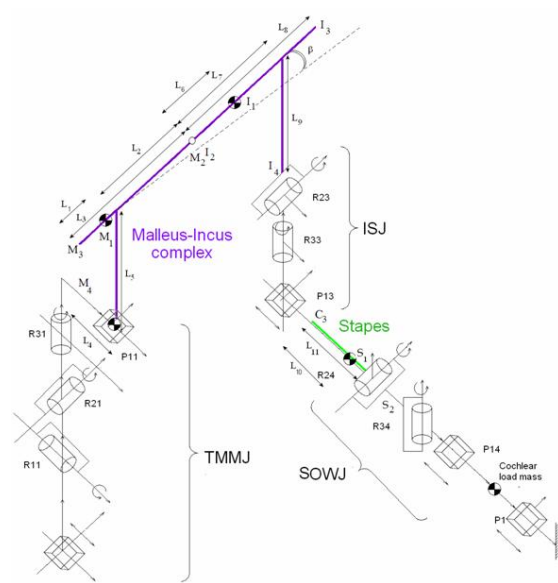 L₈
I₃
β
L₇
L₆
I₁
L₂
M₂ I₂
L₉
L₃
M₁
M₃
I₄
R23
Malleus-Incus
complex
L₅
R33
ISJ
M₄
P13
R31
L₄
P11
C₃
Stapes
L₁₁
S₁
L₁₀
R24
R21
S₂
R34
R11
TMMJ
SOWJ
P14
Cochlear
load mass
P1